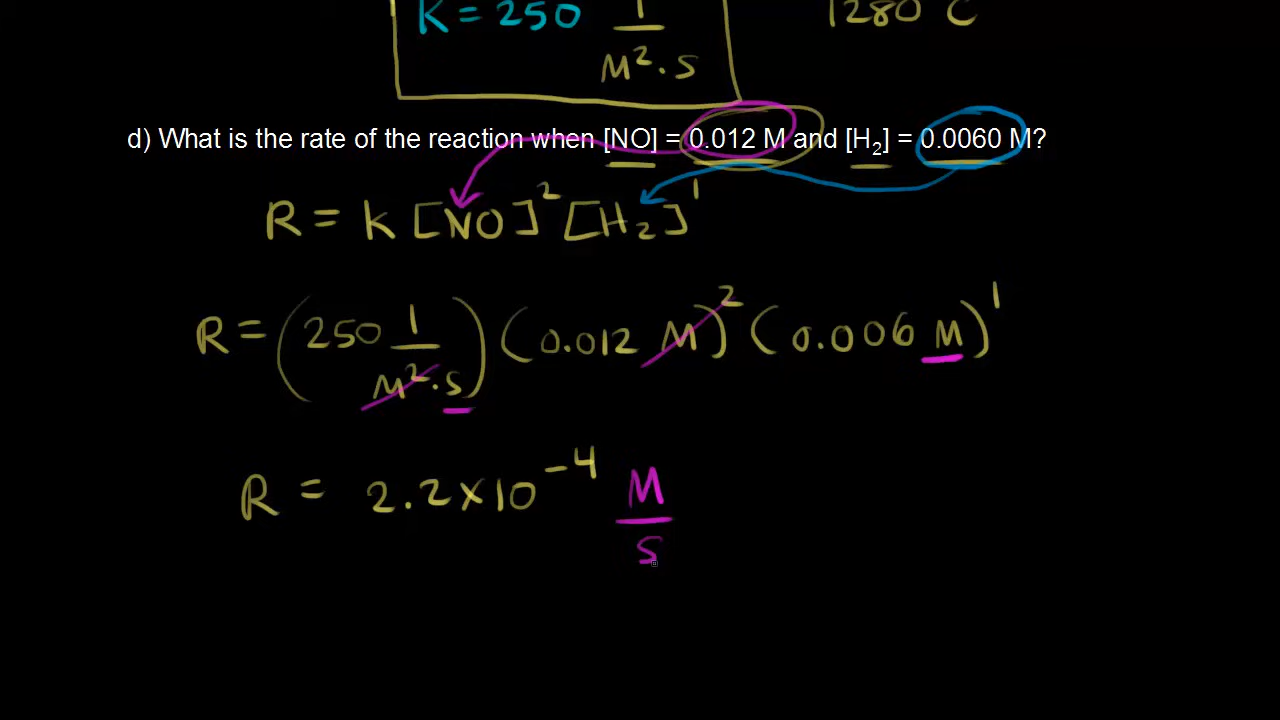 K = 250 1/M²·s 1280 C
d) What is the rate of the reaction when [NO] = 0.012 M and [H₂] = 0.0060 M?
R = K [NO]² [H₂]¹
R = (250 1/M²·s) (0.012 M)² (0.006 M)¹
R = 2.2 × 10⁻⁴ M/s